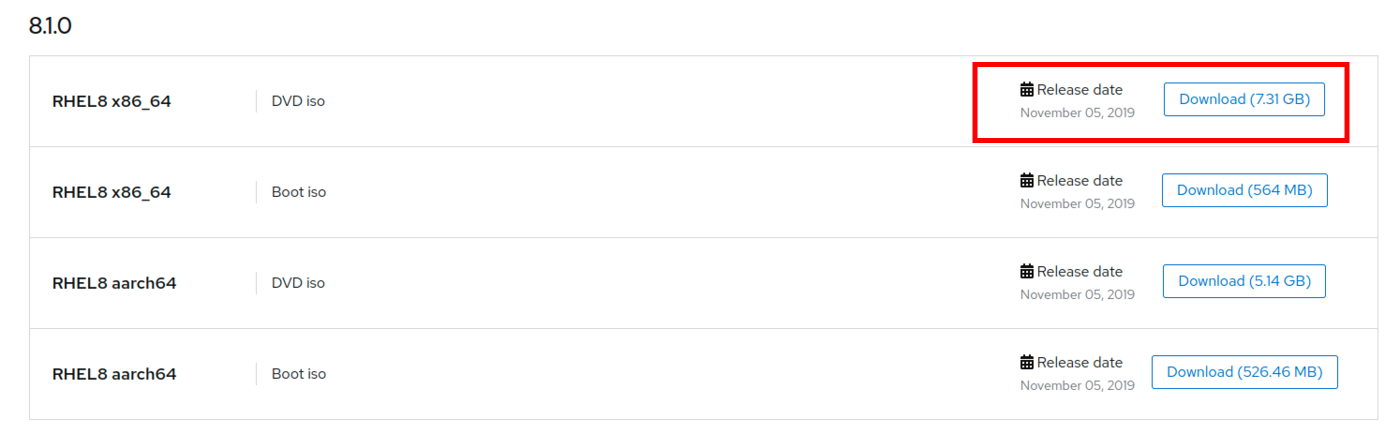 8.1.0
RHEL8 x86_64 DVD iso Release date Download (7.31 GB)
November 05, 2019
RHEL8 x86_64 Boot iso Release date Download (564 MB)
November 05, 2019
RHEL8 aarch64 DVD iso Release date Download (5.14 GB)
November 05, 2019
RHEL8 aarch64 Boot iso Release date Download (526.46 MB)
November 05, 2019